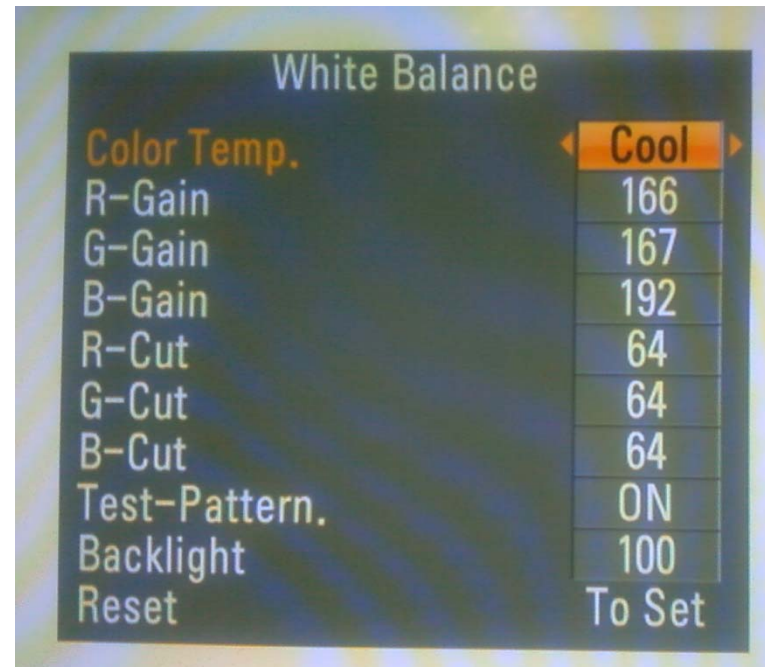 White Balance
Color Temp. Cool
R-Gain 166
G-Gain 167
B-Gain 192
R-Cut 64
G-Cut 64
B-Cut 64
Test-Pattern. ON
Backlight 100
Reset To Set